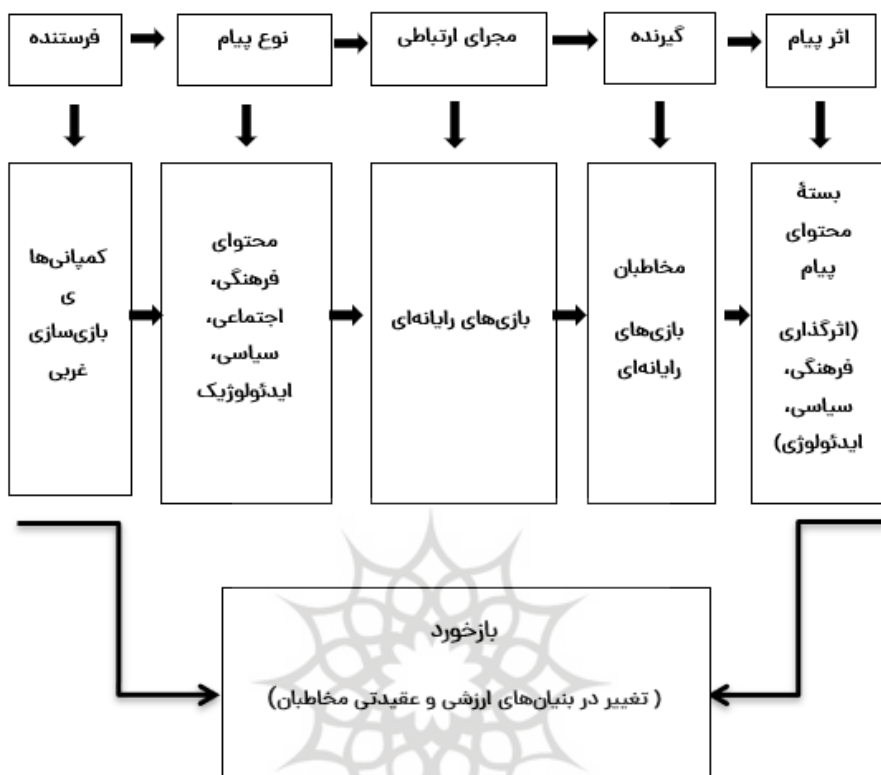 فرستنده
نوع پیام
مجرای ارتباطی
گیرنده
اثر پیام
کمپانی‌ها
ی
بازی‌سازی
غربی
محتوای
فرهنگی،
اجتماعی،
سیاسی،
ایدئولوژیک
بازی‌های رایانه‌ای
مخاطبان
بازی‌های
رایانه‌ای
بستۀ
محتوای
پیام
(اثرگذاری
فرهنگی،
سیاسی،
ایدئولوژی)
بازخورد
( تغییر در بنیان‌های ارزشی و عقیدتی مخاطبان)